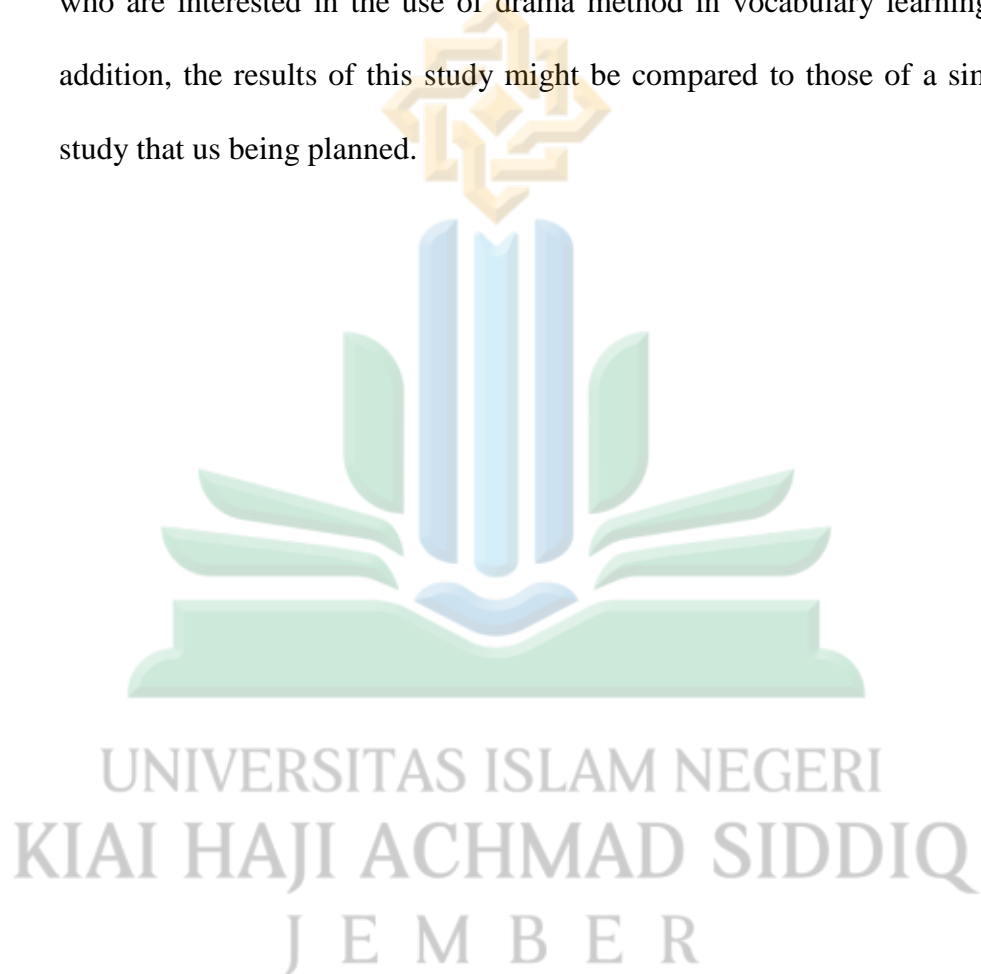 who are interested in the use of drama method in vocabulary learning
addition, the results of this study might be compared to those of a
study that us being planned.
UNIVERSITAS ISLAM NEGERI
KIAI HAJI ACHMAD SIDDIQ
J E M B E R